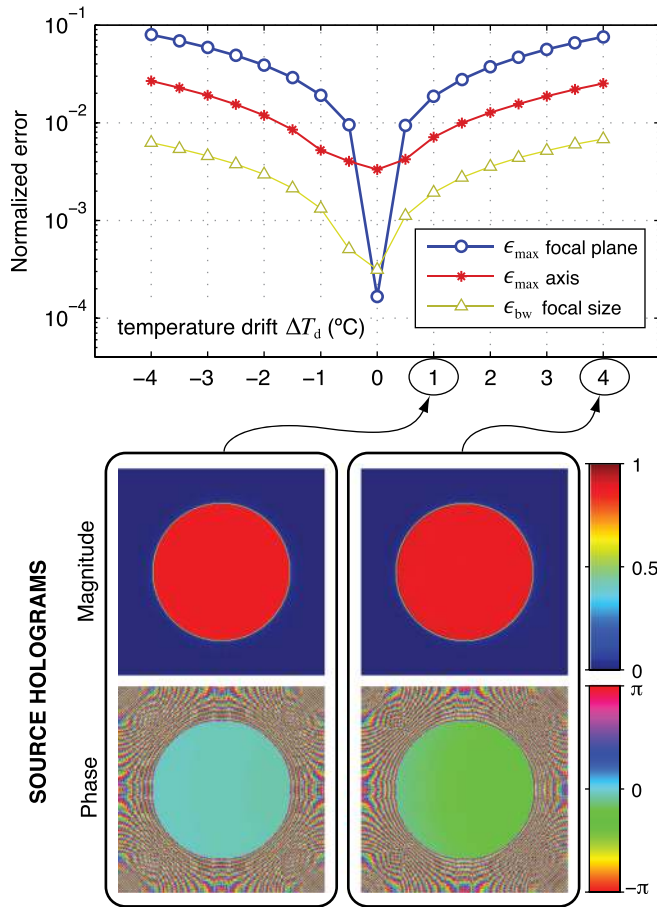 10⁻¹
10⁻²
10⁻³
10⁻⁴
Normalized error
ϵmax focal plane
ϵmax axis
ϵbw focal size
temperature drift ΔTd (ºC)
−4 −3 −2 −1 0 1 2 3 4
SOURCE HOLOGRAMS
Magnitude
1
0.5
0
Phase
π
0
−π